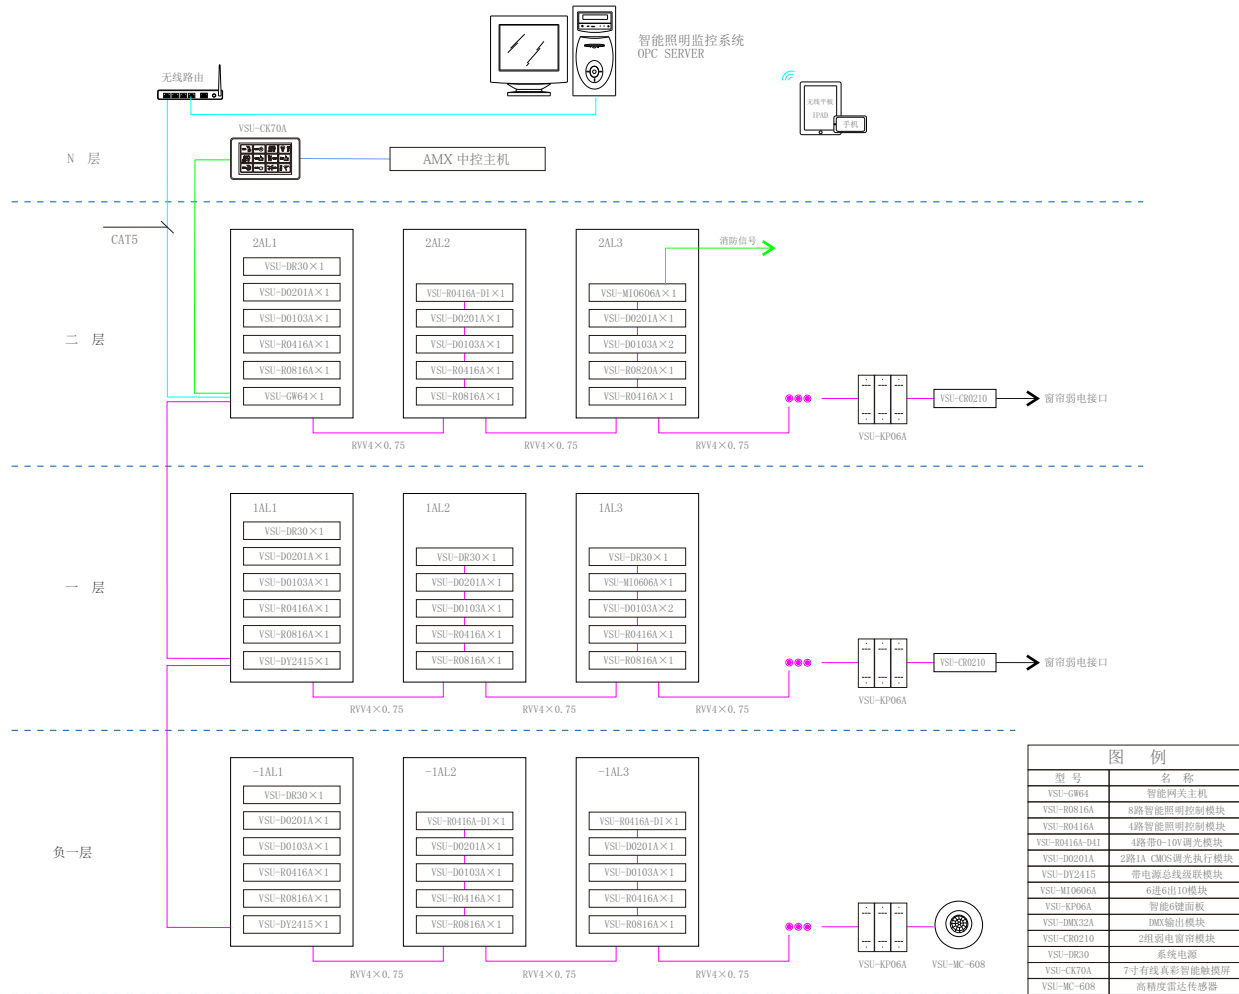 智能照明监控系统
OPC SERVER
无线路由
无线平板
IPAD
手机
VSU-CK70A
N 层
AMX 中控主机
CAT5
二 层
2AL1
VSU-DR30×1
VSU-D0201A×1
VSU-D0103A×1
VSU-R0416A×1
VSU-R0816A×1
VSU-GW64×1
2AL2
VSU-R0416A-DI×1
VSU-D0201A×1
VSU-D0103A×1
VSU-R0416A×1
VSU-R0816A×1
2AL3
VSU-MI0606A×1
VSU-D0201A×1
VSU-D0103A×2
VSU-R0820A×1
VSU-R0416A×1
消防信号
RVV4×0.75
RVV4×0.75
RVV4×0.75
VSU-KP06A
VSU-CR0210
窗帘弱电接口
一 层
1AL1
VSU-DR30×1
VSU-D0201A×1
VSU-D0103A×1
VSU-R0416A×1
VSU-R0816A×1
VSU-DY2415×1
1AL2
VSU-DR30×1
VSU-D0201A×1
VSU-D0103A×1
VSU-R0416A×1
VSU-R0816A×1
1AL3
VSU-DR30×1
VSU-MI0606A×1
VSU-D0103A×2
VSU-R0416A×1
VSU-R0816A×1
RVV4×0.75
RVV4×0.75
RVV4×0.75
VSU-KP06A
VSU-CR0210
窗帘弱电接口
负一层
-1AL1
VSU-DR30×1
VSU-D0201A×1
VSU-D0103A×1
VSU-R0416A×1
VSU-R0816A×1
VSU-DY2415×1
-1AL2
VSU-R0416A-DI×1
VSU-D0201A×1
VSU-D0103A×1
VSU-R0416A×1
VSU-R0816A×1
-1AL3
VSU-R0416A-DI×1
VSU-D0201A×1
VSU-D0103A×1
VSU-R0416A×1
VSU-R0816A×1
RVV4×0.75
RVV4×0.75
RVV4×0.75
VSU-KP06A
VSU-MC-608
图 例
型 号 名 称
VSU-GW64 智能网关主机
VSU-R0816A 8路智能照明控制模块
VSU-R0416A 4路智能照明控制模块
VSU-R0416A-D4I 4路带0-10V调光模块
VSU-D0201A 2路1A CMOS调光执行模块
VSU-DY2415 带电源总线级联模块
VSU-MI0606A 6进6出IO模块
VSU-KP06A 智能6键面板
VSU-DMX32A DMX输出模块
VSU-CR0210 2组弱电窗帘模块
VSU-DR30 系统电源
VSU-CK70A 7寸有线真彩智能触摸屏
VSU-MC-608 高精度雷达传感器